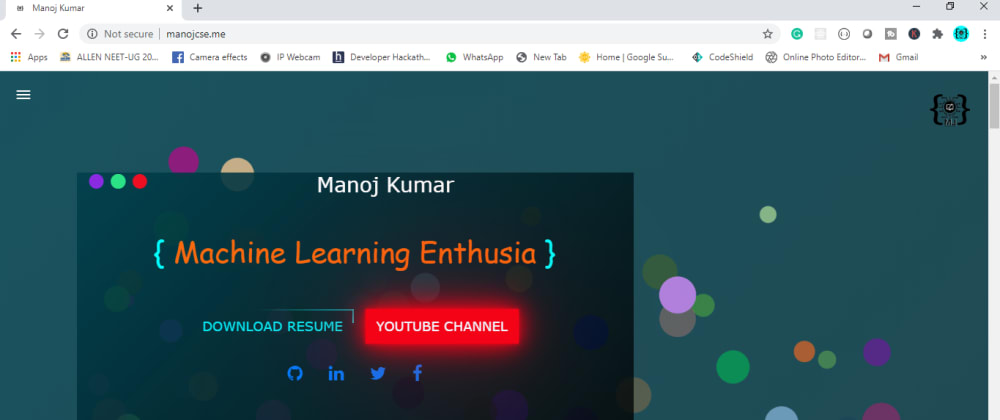 Manoj Kumar
Not secure | manojcse.me
Apps ALLEN NEET-UG 20... Camera effects IP Webcam Developer Hackath... WhatsApp New Tab Home | Google Su... CodeShield Online Photo Editor... Gmail »
Manoj Kumar
{ Machine Learning Enthusia }
DOWNLOAD RESUME YOUTUBE CHANNEL